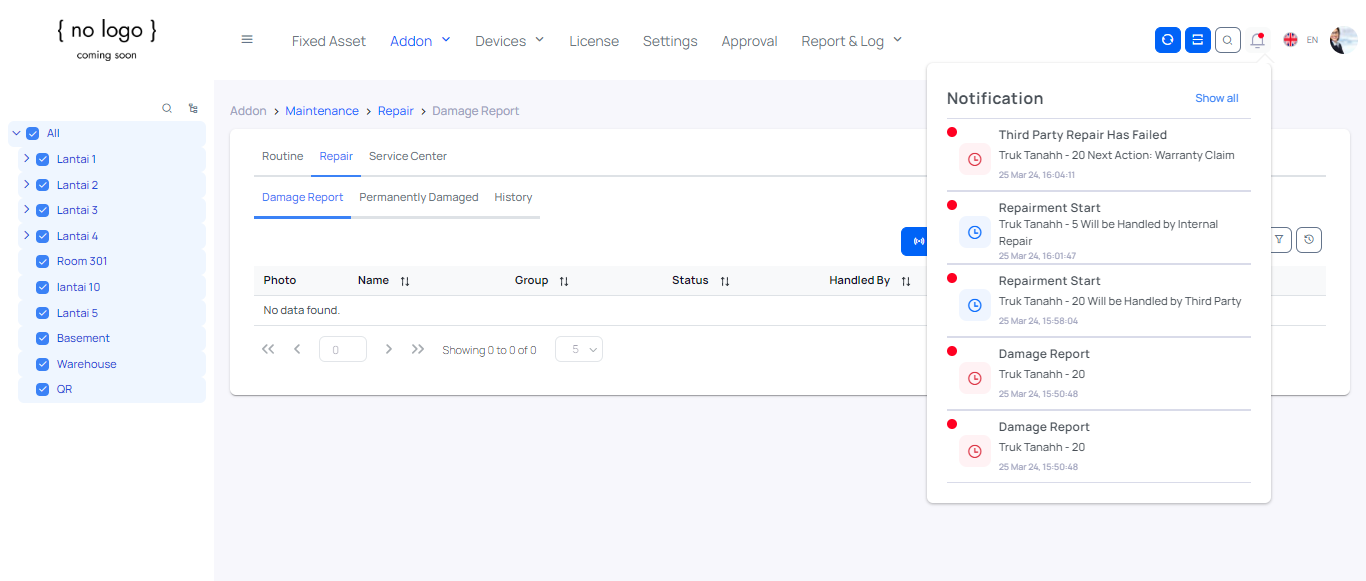 { no logo }
coming soon
Fixed Asset Addon Devices License Settings Approval Report & Log EN
All
Lantai 1
Lantai 2
Lantai 3
Lantai 4
Room 301
lantai 10
Lantai 5
Basement
Warehouse
QR
Addon > Maintenance > Repair > Damage Report
Routine Repair Service Center
Damage Report Permanently Damaged History
Photo Name Group Status Handled By
No data found.
0 Showing 0 to 0 of 0 5
Notification Show all
Third Party Repair Has Failed
Truk Tanahh - 20 Next Action: Warranty Claim
25 Mar 24, 16:04:11
Repairment Start
Truk Tanahh - 5 Will be Handled by Internal
Repair
25 Mar 24, 16:01:47
Repairment Start
Truk Tanahh - 20 Will be Handled by Third Party
25 Mar 24, 15:58:04
Damage Report
Truk Tanahh - 20
25 Mar 24, 15:50:48
Damage Report
Truk Tanahh - 20
25 Mar 24, 15:50:48